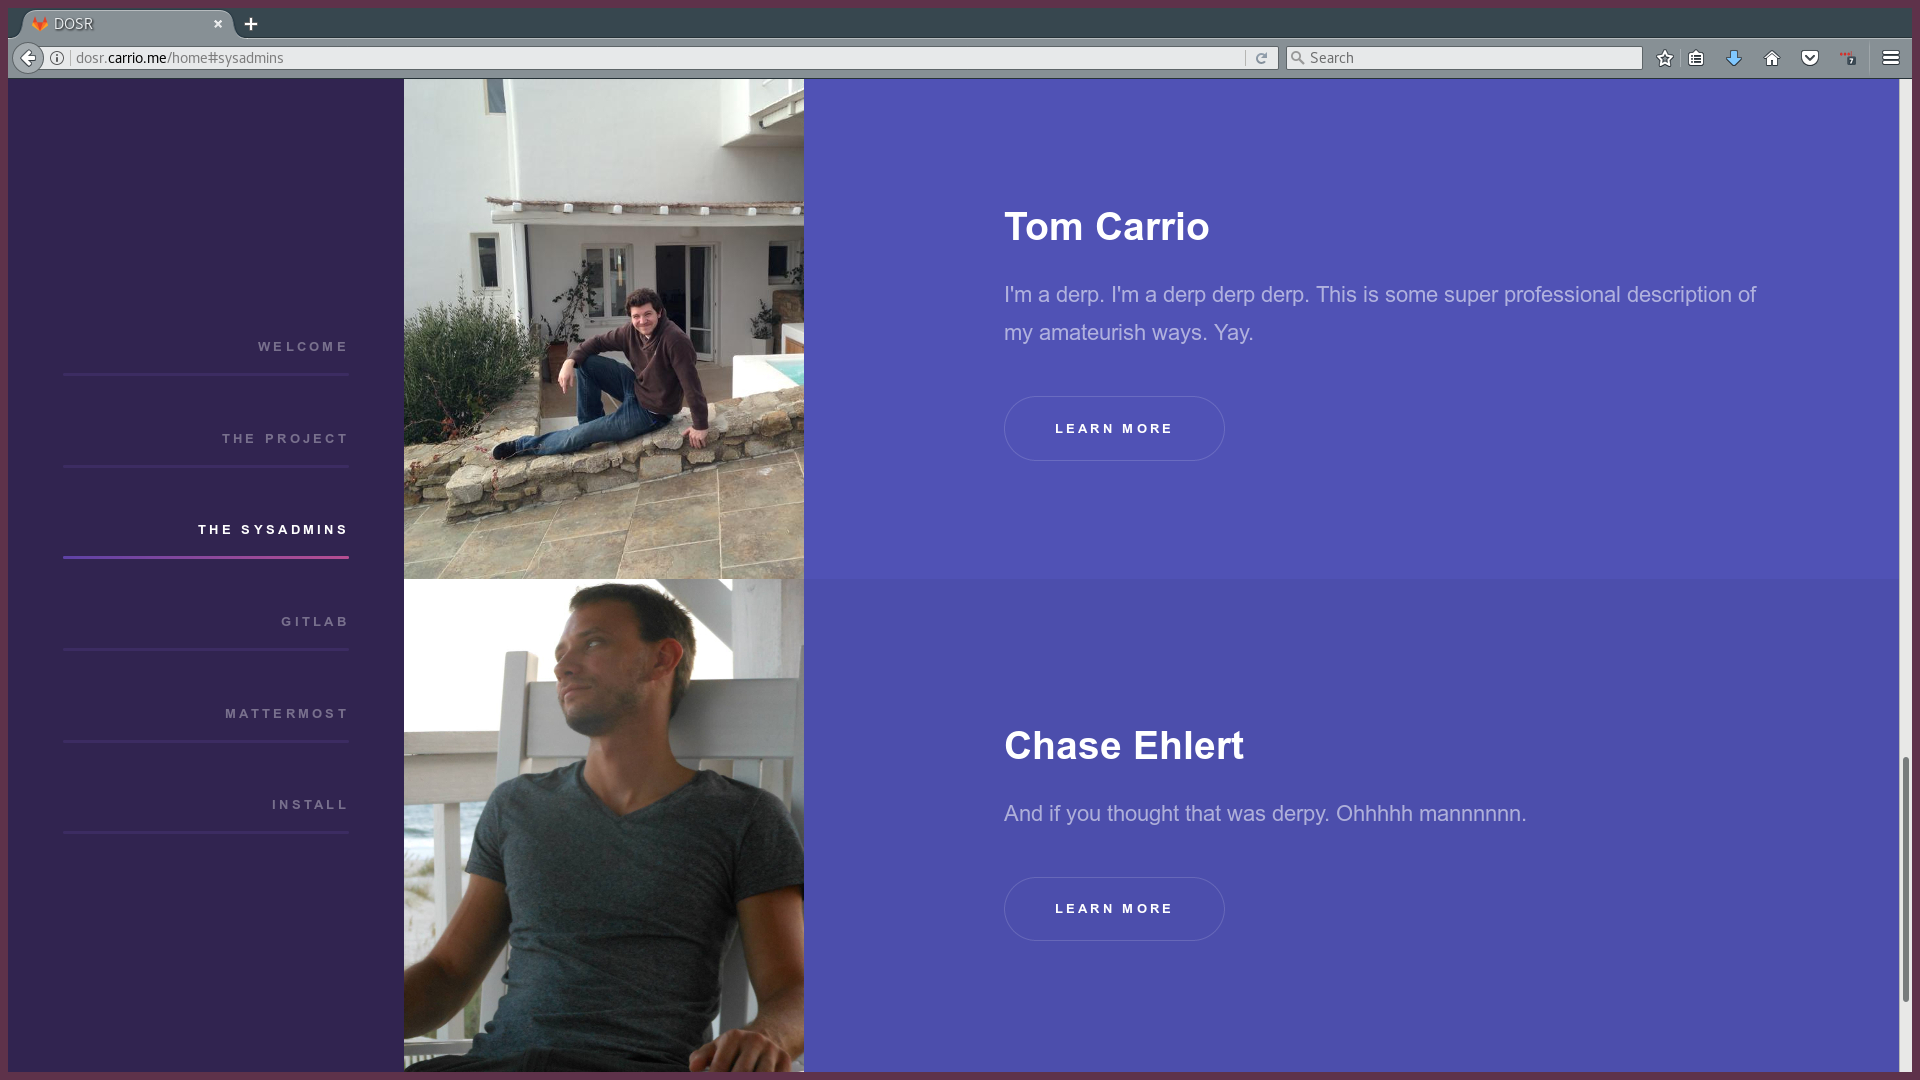 DOSR
dosr.carrio.me/home#sysadmins
Search
7
WELCOME
THE PROJECT
THE SYSADMINS
GITLAB
MATTERMOST
INSTALL
Tom Carrio
I'm a derp. I'm a derp derp derp. This is some super professional description of
my amateurish ways. Yay.
LEARN MORE
Chase Ehlert
And if you thought that was derpy. Ohhhhh mannnnnn.
LEARN MORE